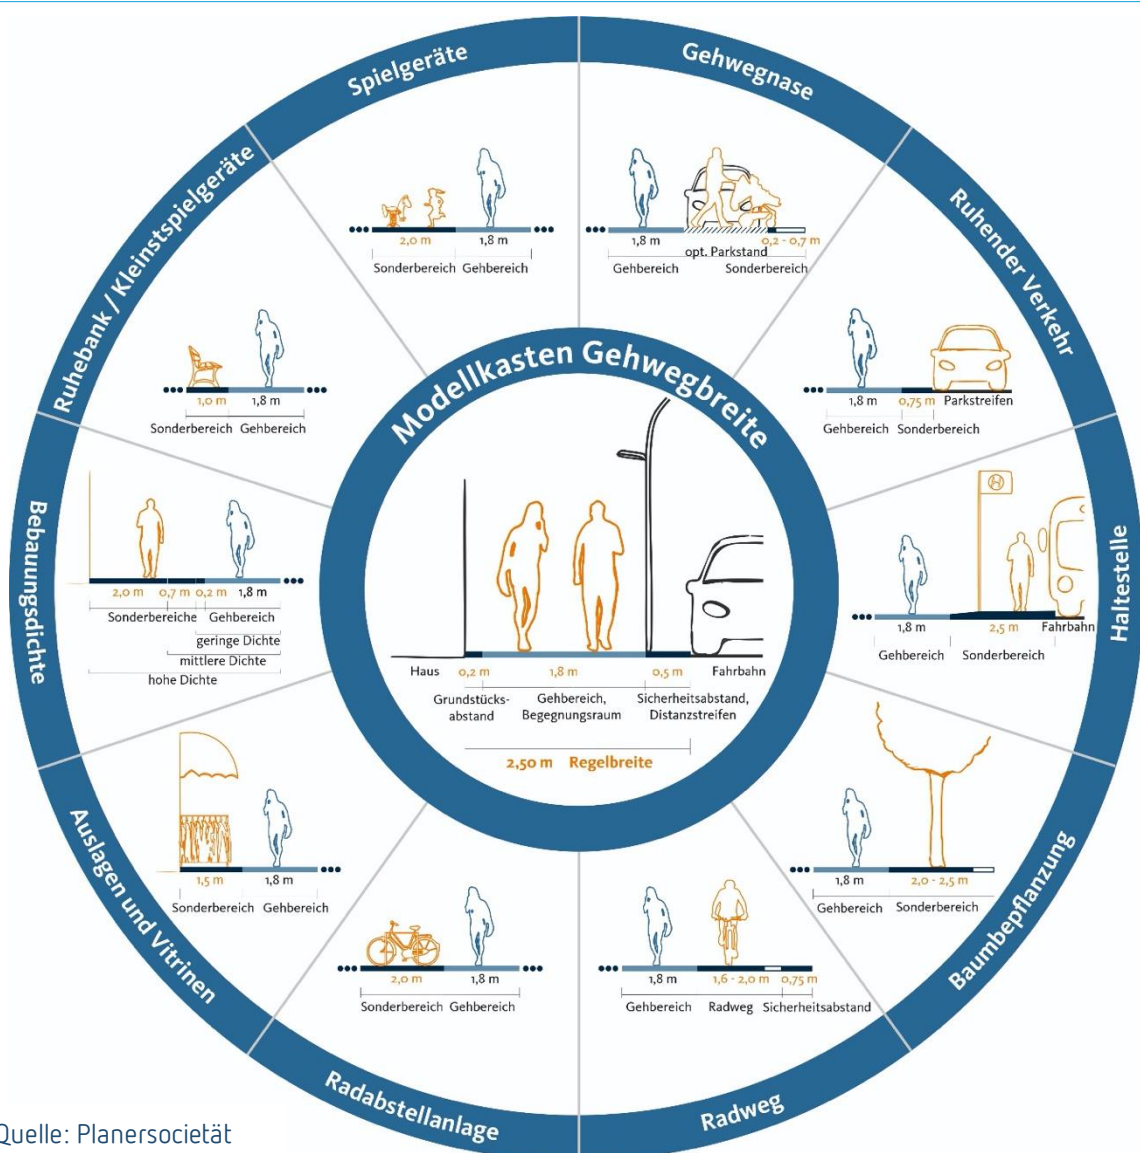 Modellkasten Gehwegbreite
Haus
0,2 m
1,8 m
0,5 m
Fahrbahn
Grundstücks-
abstand
Gehbereich,
Begegnungsraum
Sicherheitsabstand,
Distanzstreifen
2,50 m Regelbreite
Gehwegnase
1,8 m
opt. Parkstand
0,2 - 0,7 m
Gehbereich
Sonderbereich
Ruhender Verkehr
1,8 m
0,75 m
Parkstreifen
Gehbereich
Sonderbereich
Haltestelle
H
1,8 m
2,5 m
Fahrbahn
Gehbereich
Sonderbereich
Baumbepflanzung
1,8 m
2,0 - 2,5 m
Gehbereich
Sonderbereich
Radweg
1,8 m
1,6 - 2,0 m
0,75 m
Gehbereich
Radweg
Sicherheitsabstand
Radabstellanlage
2,0 m
1,8 m
Sonderbereich
Gehbereich
Auslagen und Vitrinen
1,5 m
1,8 m
Sonderbereich
Gehbereich
Bebauungsdichte
2,0 m
0,7 m
0,2 m
1,8 m
Sonderbereiche
Gehbereich
geringe Dichte
mittlere Dichte
hohe Dichte
Ruhebank / Kleinstspielgeräte
1,0 m
1,8 m
Sonderbereich
Gehbereich
Spielgeräte
2,0 m
1,8 m
Sonderbereich
Gehbereich
Quelle: Planersocietät